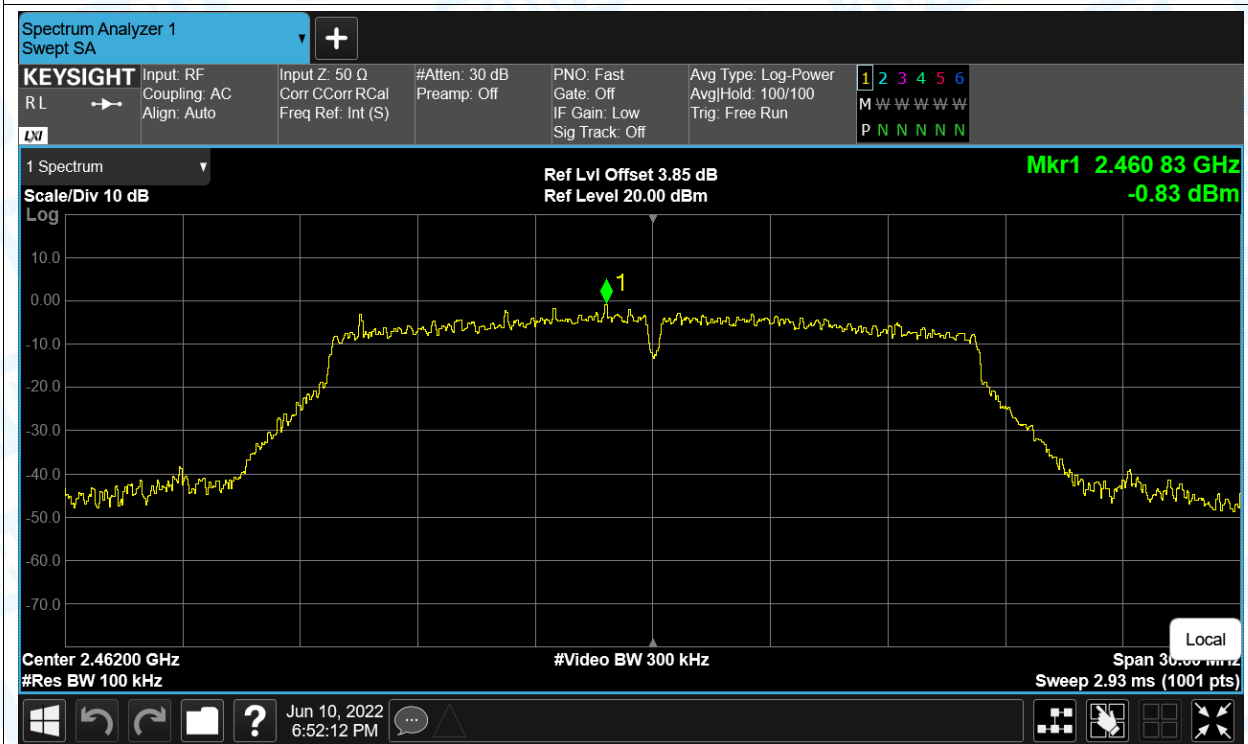 Spectrum Analyzer 1
Swept SA
KEYSIGHT
R L
LXI
Input: RF
Coupling: AC
Align: Auto
Input Z: 50 Ω
Corr CCorr RCal
Freq Ref: Int (S)
#Atten: 30 dB
Preamp: Off
PNO: Fast
Gate: Off
IF Gain: Low
Sig Track: Off
Avg Type: Log-Power
Avg|Hold: 100/100
Trig: Free Run
1 2 3 4 5 6
M W W W W W
P N N N N N
1 Spectrum
Scale/Div 10 dB
Ref Lvl Offset 3.85 dB
Ref Level 20.00 dBm
Mkr1 2.460 83 GHz
-0.83 dBm
Log
10.0
0.00
-10.0
-20.0
-30.0
-40.0
-50.0
-60.0
-70.0
1
Local
Center 2.46200 GHz
#Video BW 300 kHz
Span 30.00 MHz
#Res BW 100 kHz
Sweep 2.93 ms (1001 pts)
?
Jun 10, 2022
6:52:12 PM